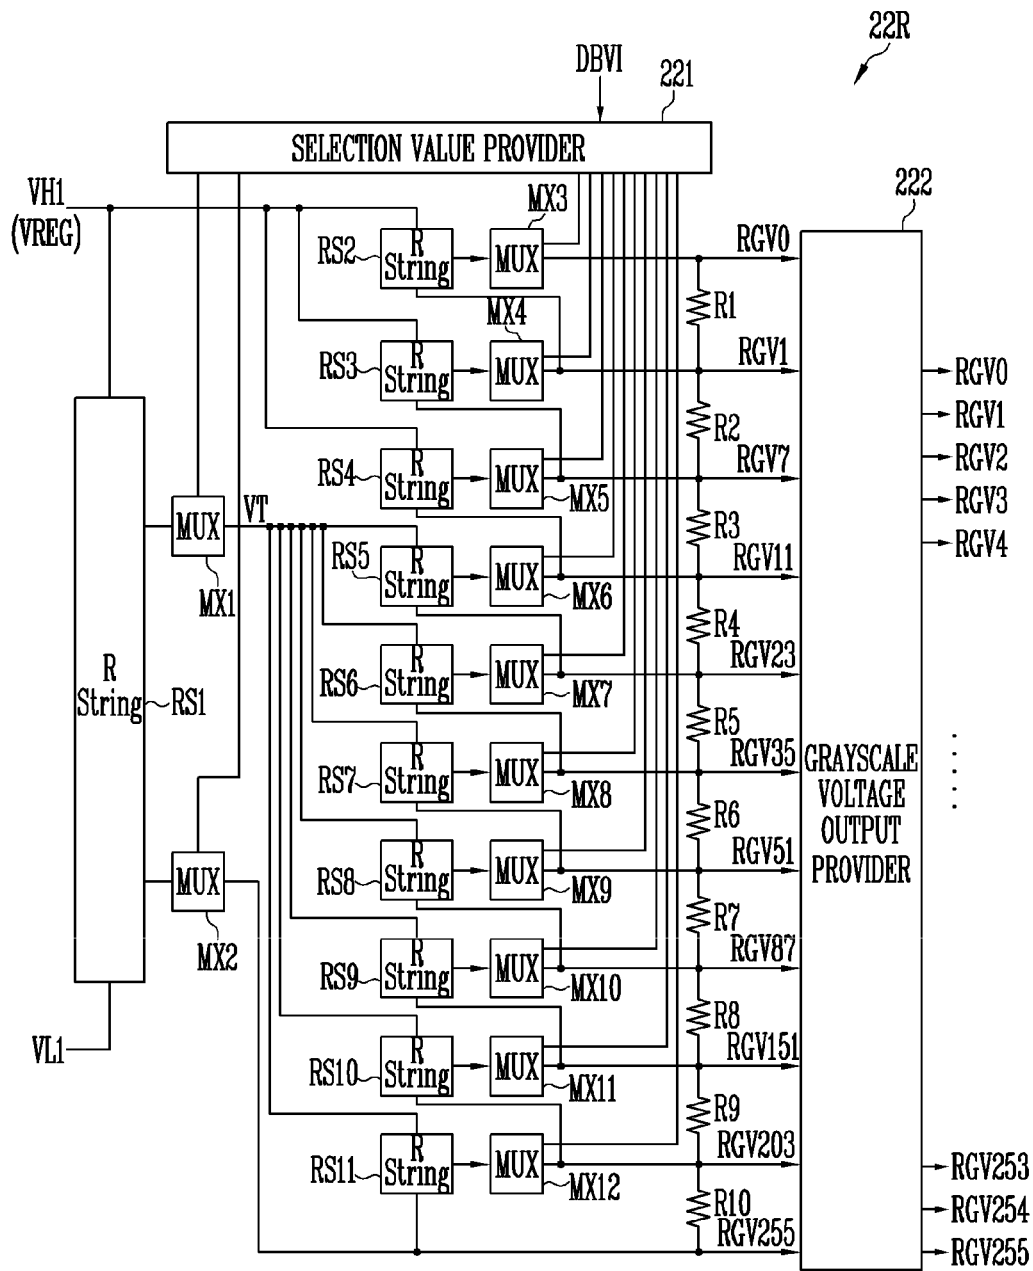 22R
DBVI
221
SELECTION VALUE PROVIDER
VH1
(VREG)
222
MX3
RS2
R
String
MUX
RGV0
R1
MX4
RS3
R
String
MUX
RGV1
R2
RS4
R
String
MUX
MX5
RGV7
R3
MUX
VT
MX1
RS5
R
String
MUX
MX6
RGV11
R4
R
String
RS1
RS6
R
String
MUX
MX7
RGV23
R5
RS7
R
String
MUX
MX8
RGV35
R6
MUX
MX2
RS8
R
String
MUX
MX9
RGV51
R7
RS9
R
String
MUX
MX10
RGV87
R8
VL1
RS10
R
String
MUX
MX11
RGV151
R9
RS11
R
String
MUX
MX12
RGV203
R10
RGV255
GRAYSCALE
VOLTAGE
OUTPUT
PROVIDER
RGV0
RGV1
RGV2
RGV3
RGV4
RGV253
RGV254
RGV255